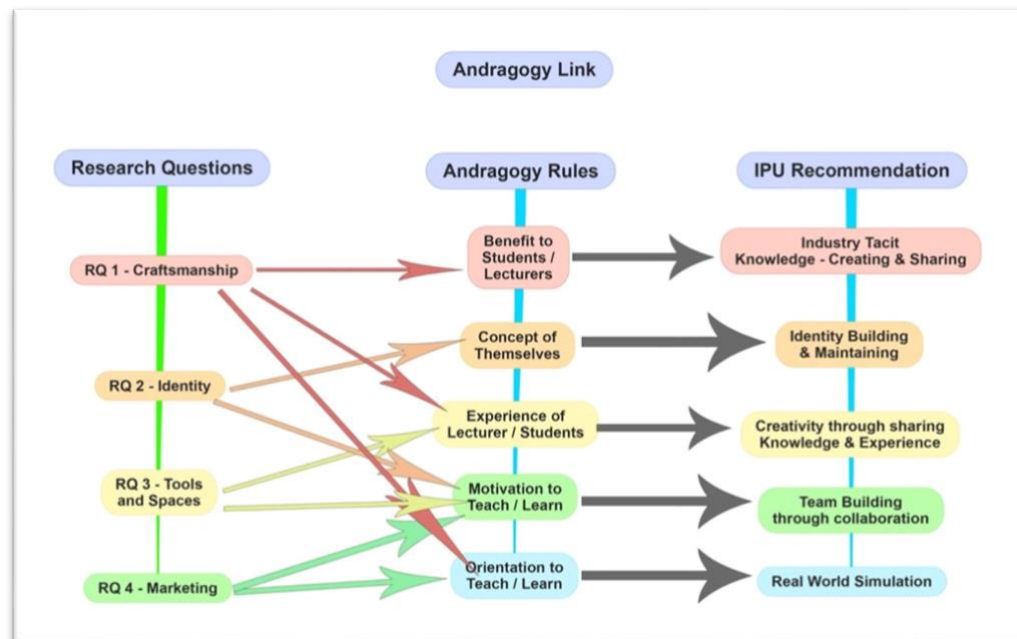 Andragogy Link
Research Questions
RQ 1 - Craftsmanship
RQ 2 - Identity
RQ 3 - Tools
and Spaces
RQ 4 - Marketing
Andragogy Rules
Benefit to
Students /
Lecturers
Concept of
Themselves
Experience of
Lecturer / Students
Motivation to
Teach / Learn
Orientation to
Teach / Learn
IPU Recommendation
Industry Tacit
Knowledge - Creating & Sharing
Identity Building
& Maintaining
Creativity through sharing
Knowledge & Experience
Team Building
through collaboration
Real World Simulation